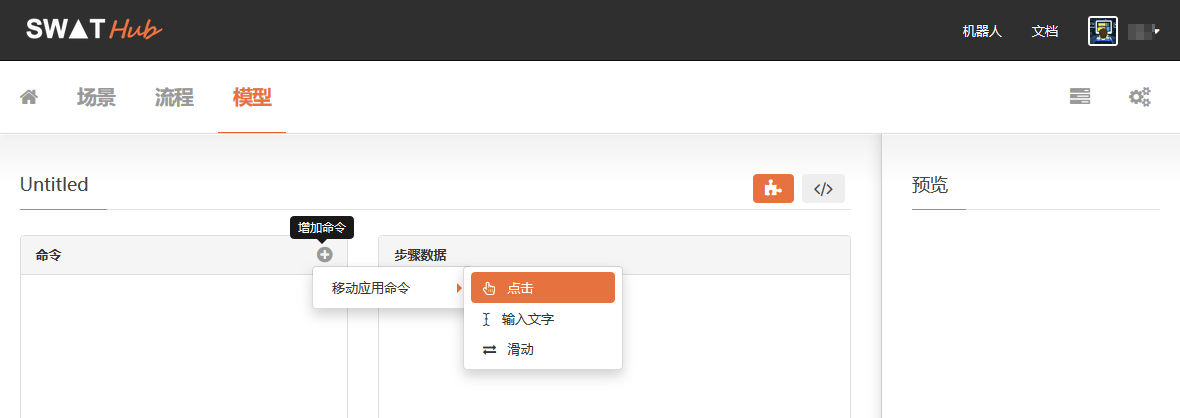 SWAT Hub
机器人 文档
场景 流程 模型
Untitled
</>
预览
增加命令
命令
步骤数据
移动应用命令
点击
输入文字
滑动